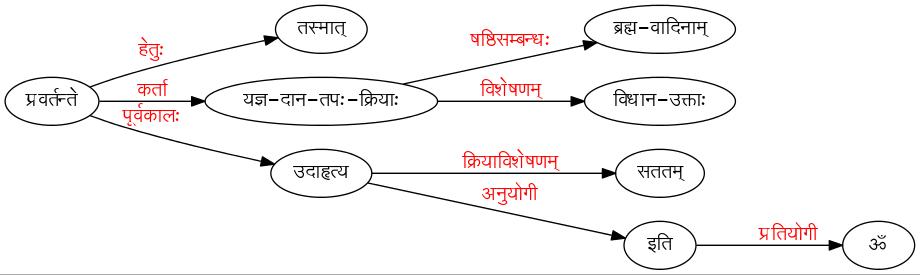 तस्मात्
ब्रह्म-वादिनाम्
हेतुः
षष्ठिसम्बन्धः
प्रवर्तन्ते
कर्ता
यज्ञ-दान-तपः-क्रियाः
विशेषणम्
विधान-उक्ताः
पूर्वकालः
उदाहृत्य
क्रियाविशेषणम्
सततम्
अनुयोगी
इति
प्रतियोगी
ॐ